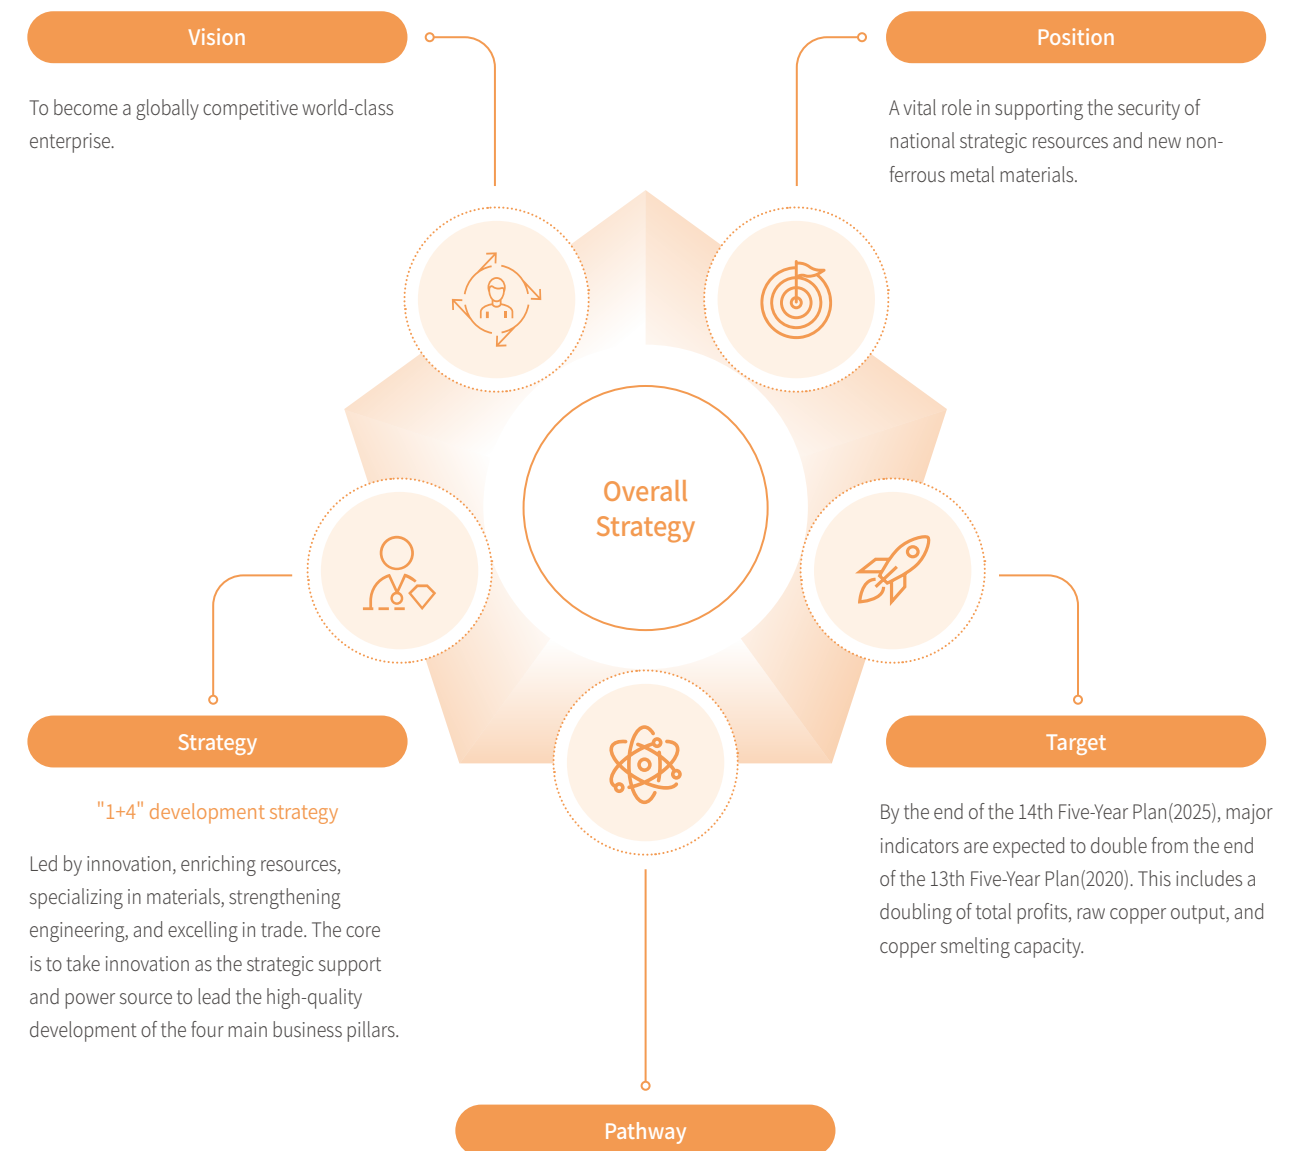 Vision
To become a globally competitive world-class
enterprise.
Position
A vital role in supporting the security of
national strategic resources and new non-
ferrous metal materials.
Overall
Strategy
Strategy
"1+4" development strategy
Led by innovation, enriching resources,
specializing in materials, strengthening
engineering, and excelling in trade. The core
is to take innovation as the strategic support
and power source to lead the high-quality
development of the four main business pillars.
Target
By the end of the 14th Five-Year Plan(2025), major
indicators are expected to double from the end
of the 13th Five-Year Plan(2020). This includes a
doubling of total profits, raw copper output, and
copper smelting capacity.
Pathway